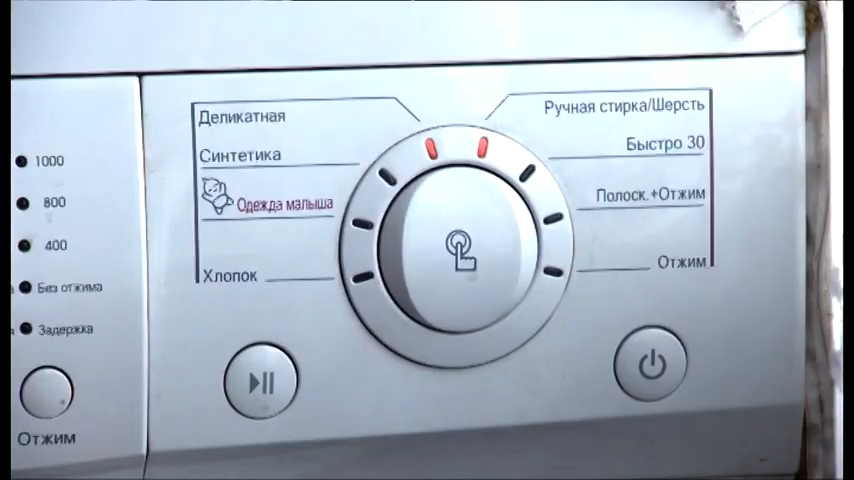 1000
800
400
Без отжима
Задержка
Отжим
Деликатная
Синтетика
Одежда малыша
Хлопок
Ручная стирка/Шерсть
Быстро 30
Полоск.+Отжим
Отжим